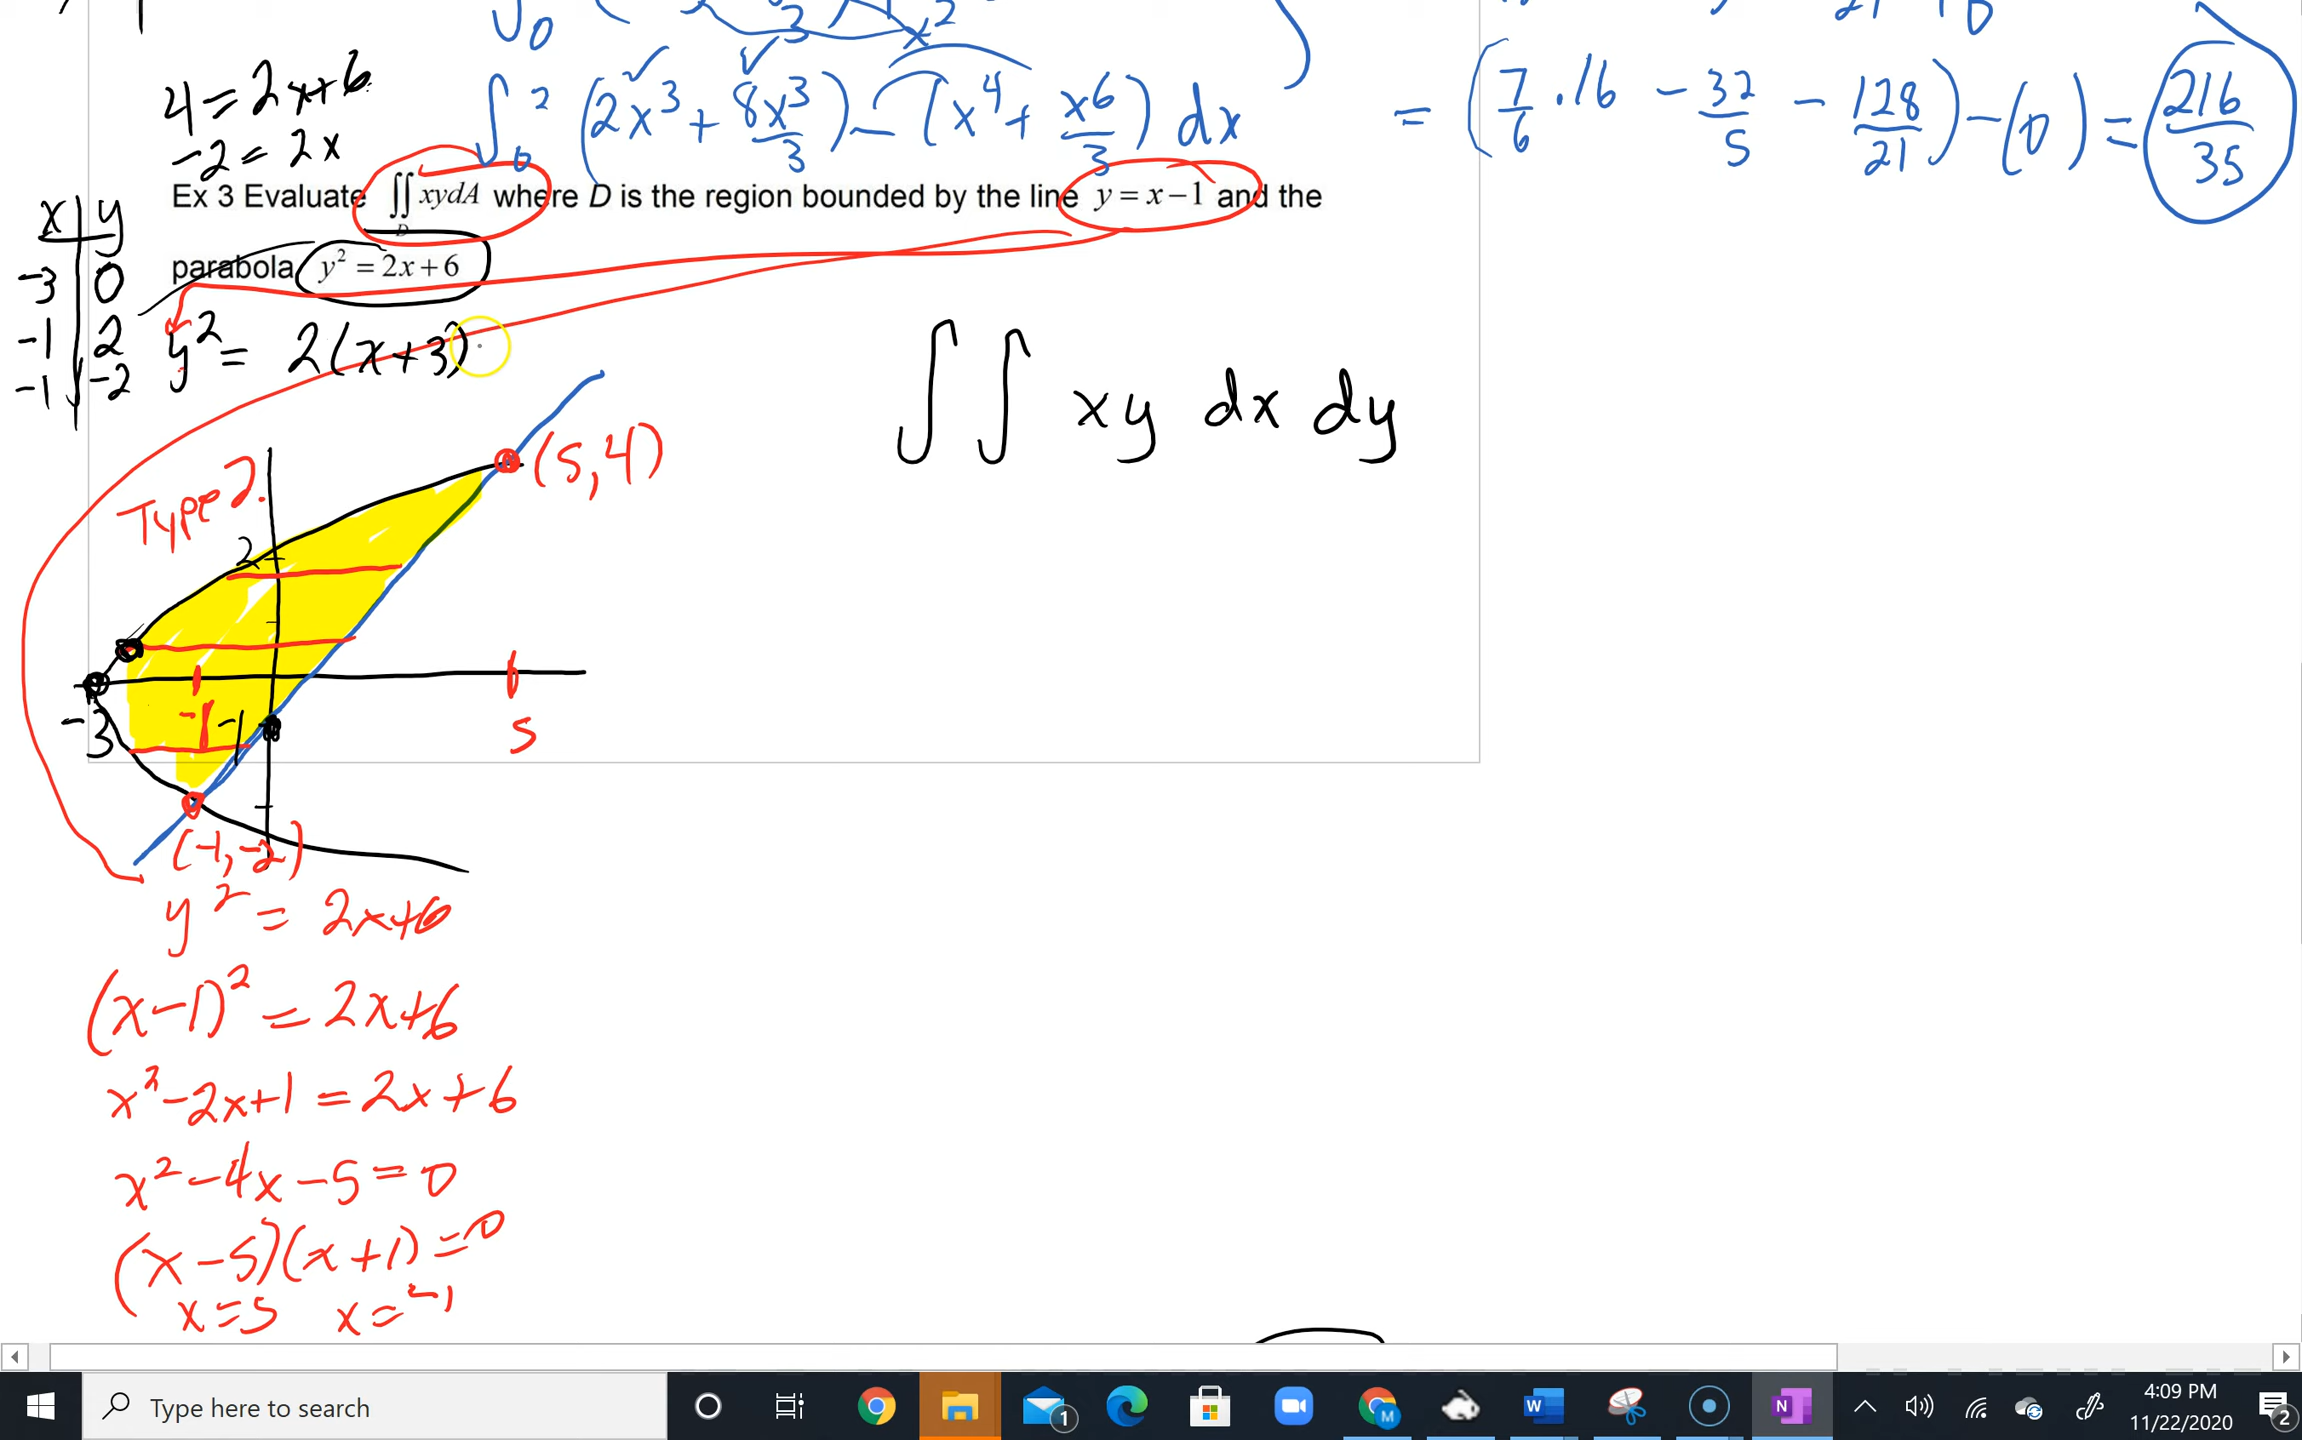 4 = 2x+6
-2 = 2x
∫₀² (2x³ + 8x³/3) - (x⁴ + x⁶/3) dx
= (7/6 · 16 - 32/5 - 128/21) - (0) = 216/35
Ex 3 Evaluate ∬_D xydA where D is the region bounded by the line y = x−1 and the
parabola y² = 2x+6
x | y
-3 | 0
-1 | 2
-1 | -2
y² = 2(x+3)
∫∫ xy dx dy
(5,4)
Type 2.
2
-3
-1
-1
5
(-1,-2)
y² = 2x+6
(x-1)² = 2x+6
x²-2x+1 = 2x+6
x²-4x-5=0
(x-5)(x+1)=0
x=5 x=-1
Type here to search
1
M
W
N
4:09 PM
11/22/2020
2